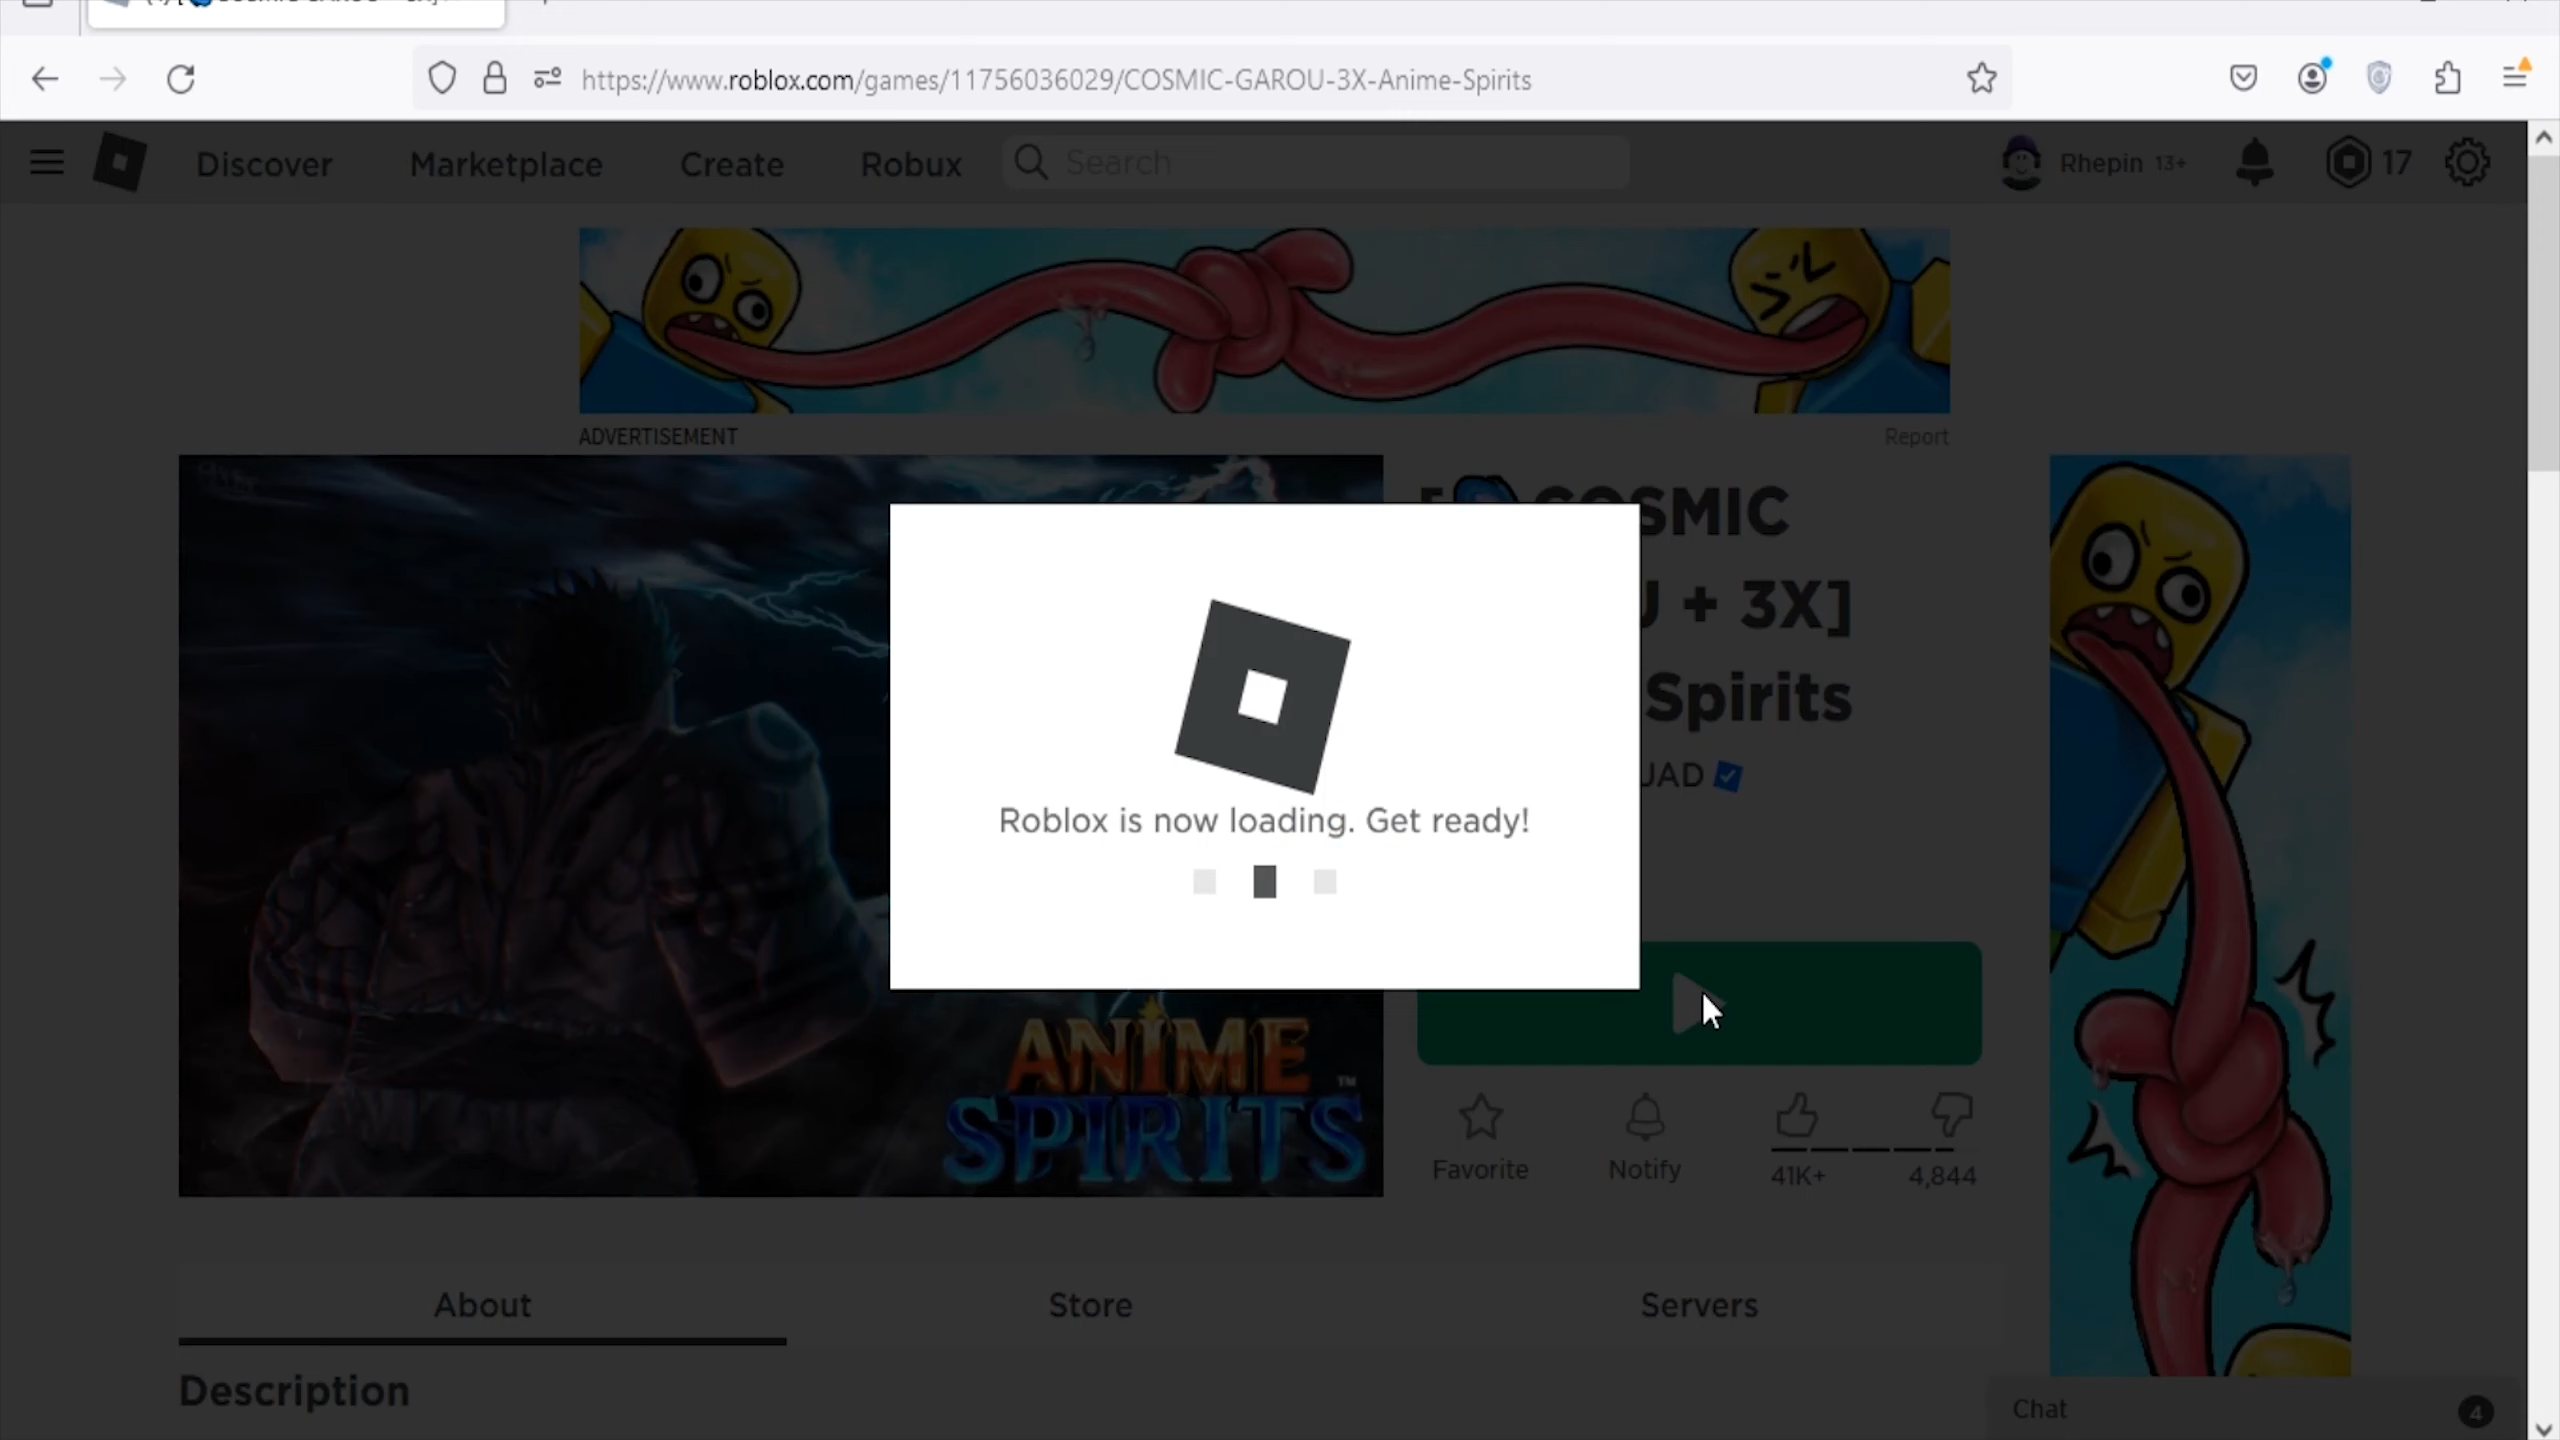 https://www.roblox.com/games/11756036029/COSMIC-GAROU-3X-Anime-Spirits
Discover
Marketplace
Create
Robux
Search
Rhepin 13+
17
ADVERTISEMENT
Report
COSMIC
U + 3X]
Spirits
UAD
Roblox is now loading. Get ready!
ANIME
SPIRITS
TM
Favorite
Notify
41K+
4,844
About
Store
Servers
Description
Chat
4